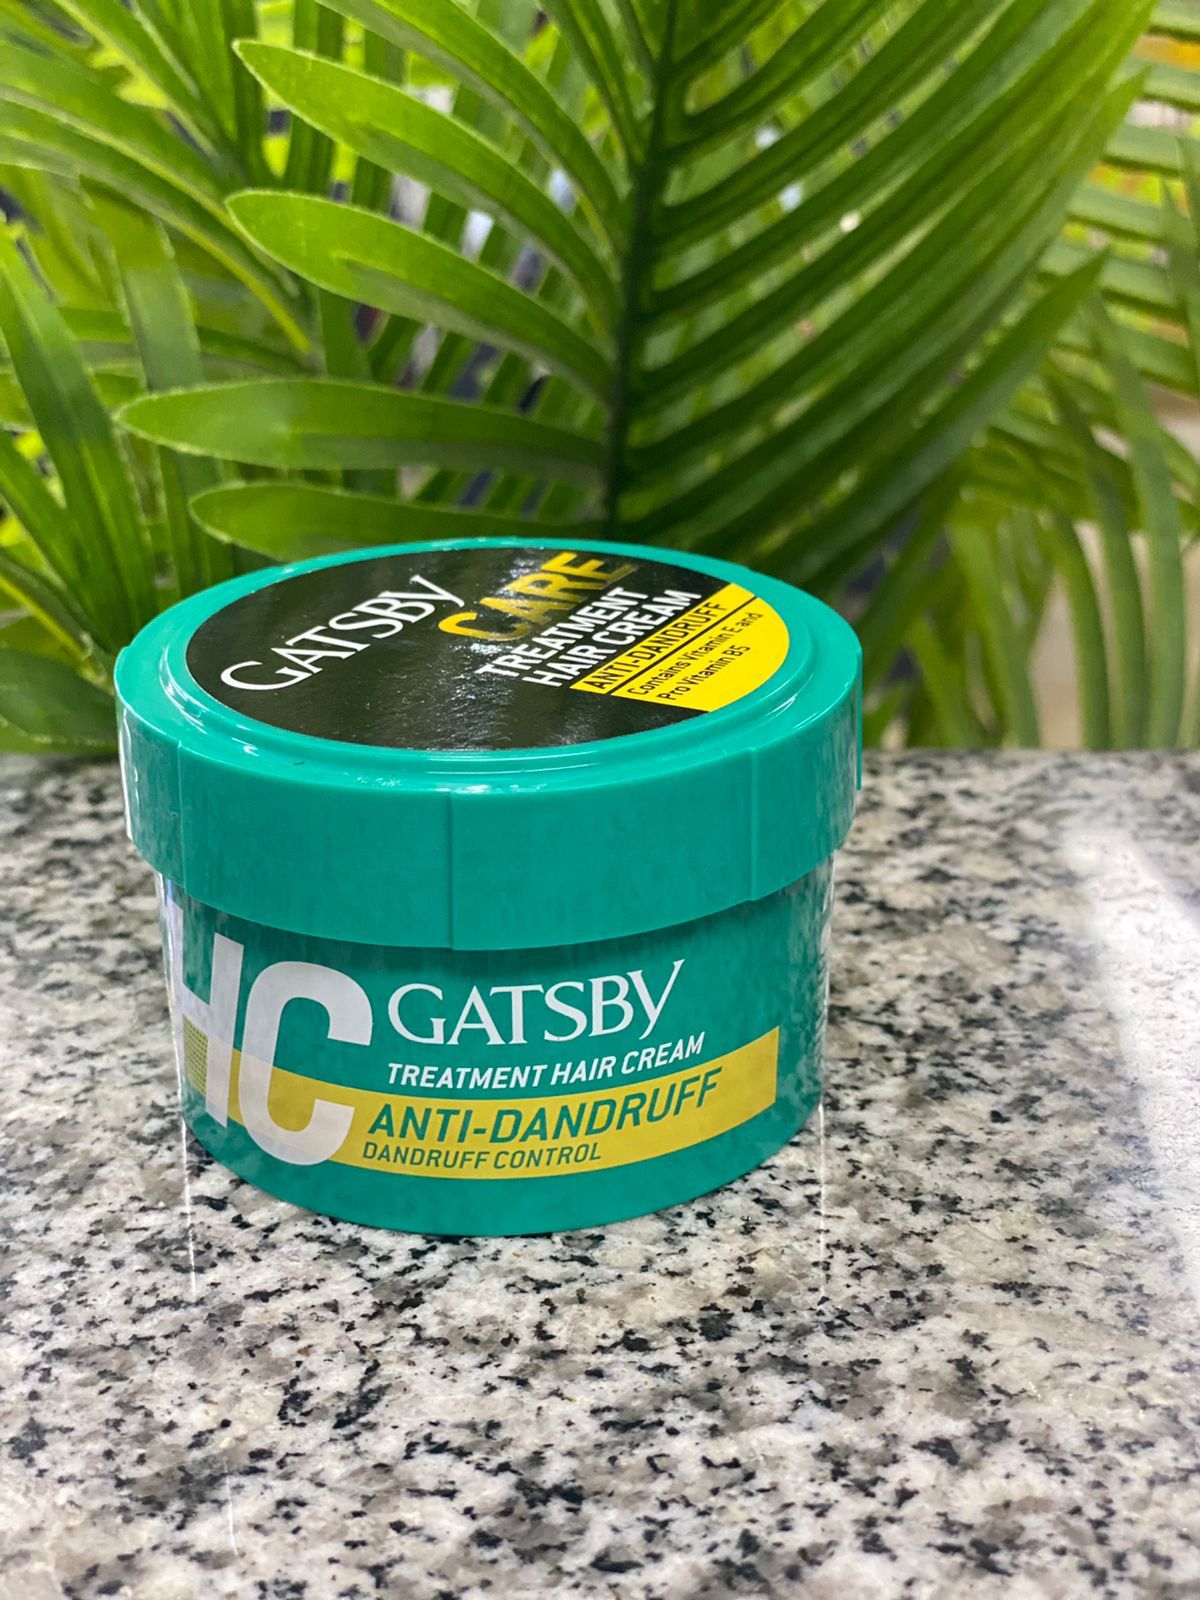 GATSBY
CARE
TREATMENT
HAIR CREAM
ANTI-DANDRUFF
Contains Vitamin E and
Pro Vitamin B5
HC
GATSBY
TREATMENT HAIR CREAM
ANTI-DANDRUFF
DANDRUFF CONTROL